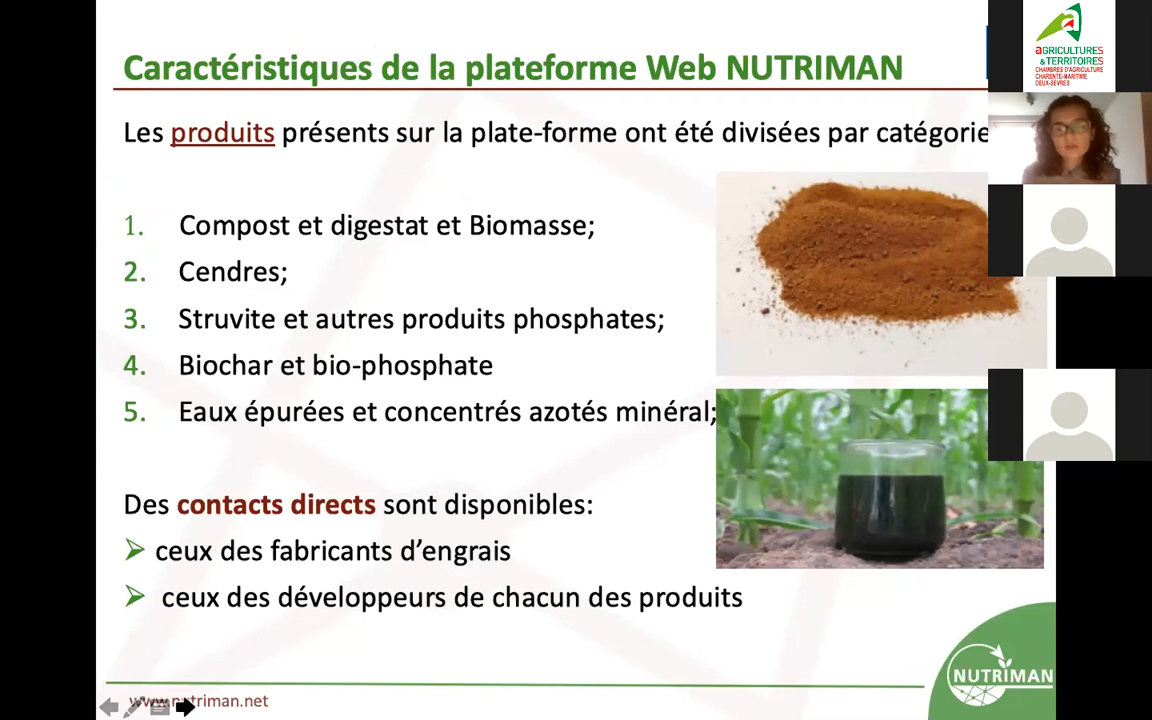 Caractéristiques de la plateforme Web NUTRIMAN
Les produits présents sur la plate-forme ont été divisées par catégorie
1. Compost et digestat et Biomasse;
2. Cendres;
3. Struvite et autres produits phosphates;
4. Biochar et bio-phosphate
5. Eaux épurées et concentrés azotés minéral;
Des contacts directs sont disponibles:
➢ ceux des fabricants d’engrais
➢ ceux des développeurs de chacun des produits
www.nutriman.net
NUTRIMAN
aGRICULTURES
& TERRITOIRES
CHAMBRES D'AGRICULTURE
CHARENTE-MARITIME
DEUX-SÈVRES